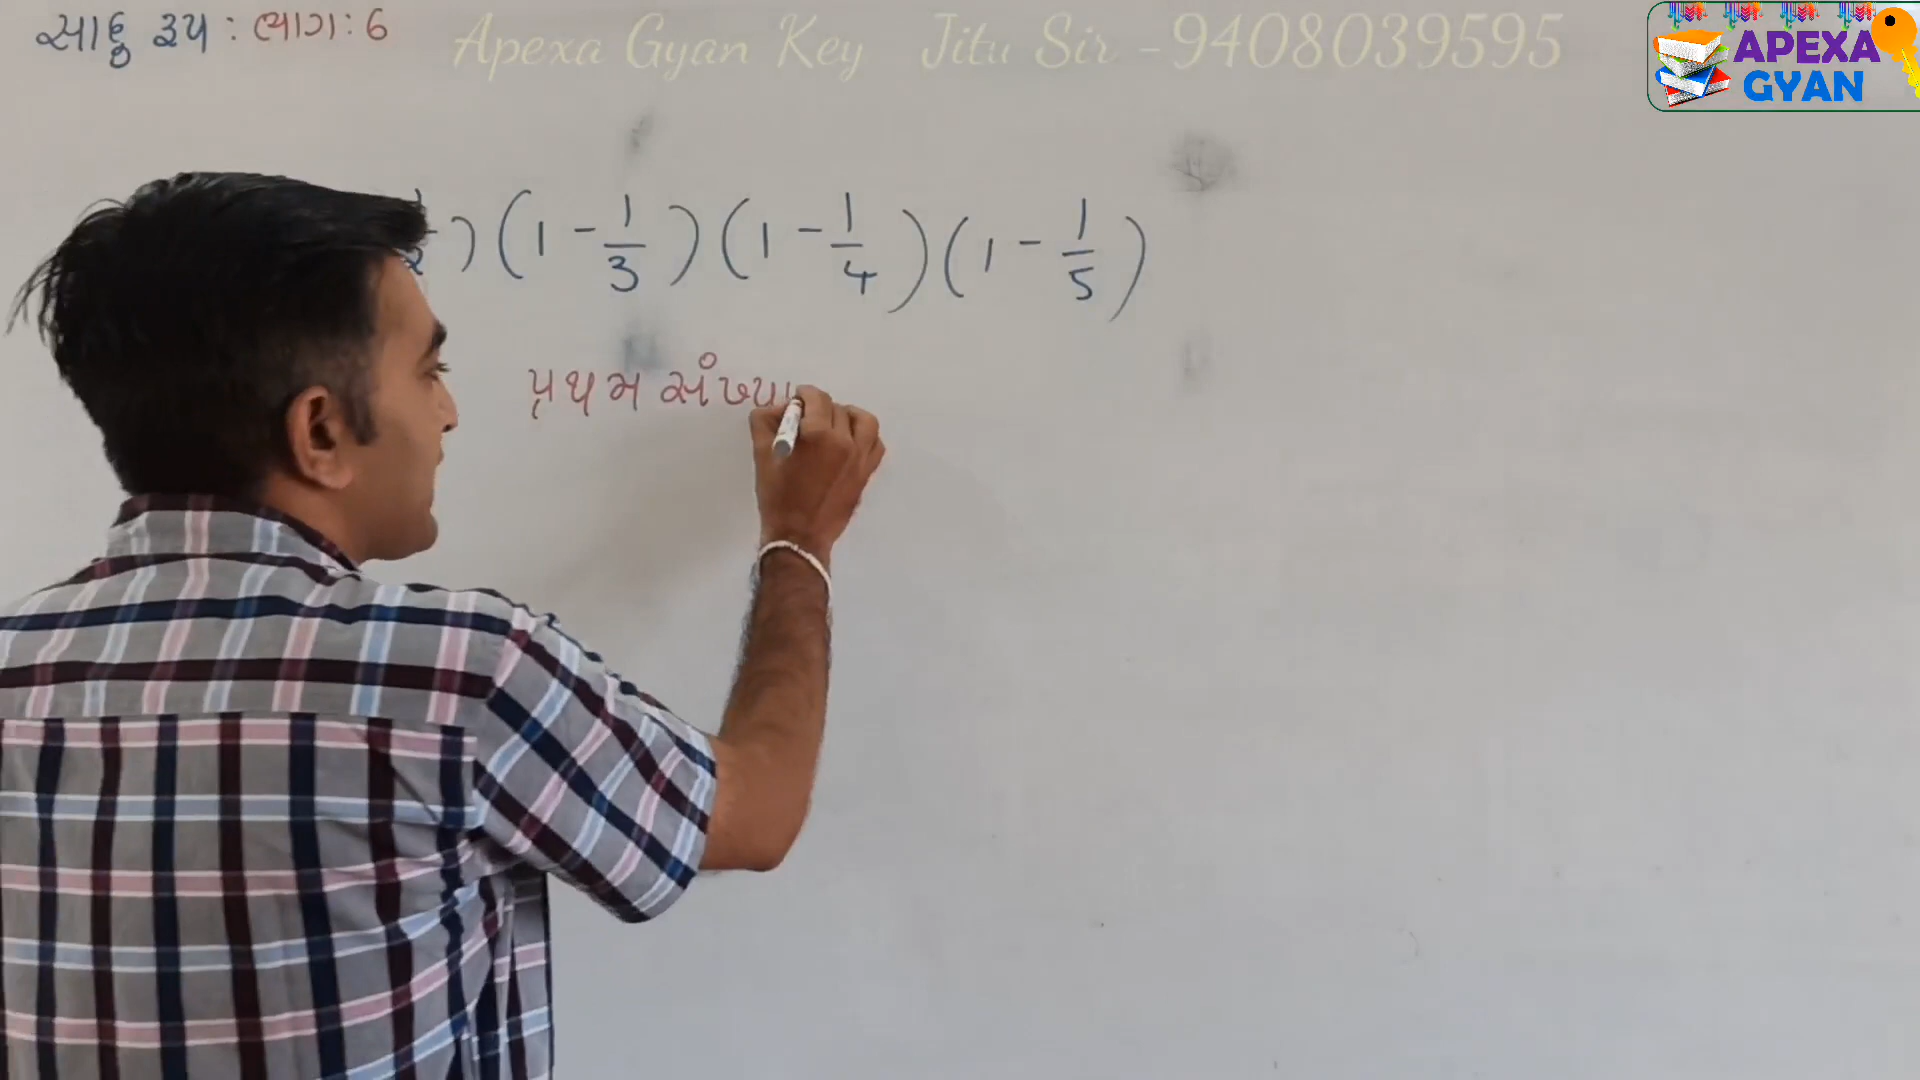 સાદુ રૂપ : ભાગ : 6
Apexa Gyan Key Jitu Sir - 9408039595
APEXA
GYAN
) (1 - 1/3) (1 - 1/4) (1 - 1/5)
પ્રથમ સંખ્યા